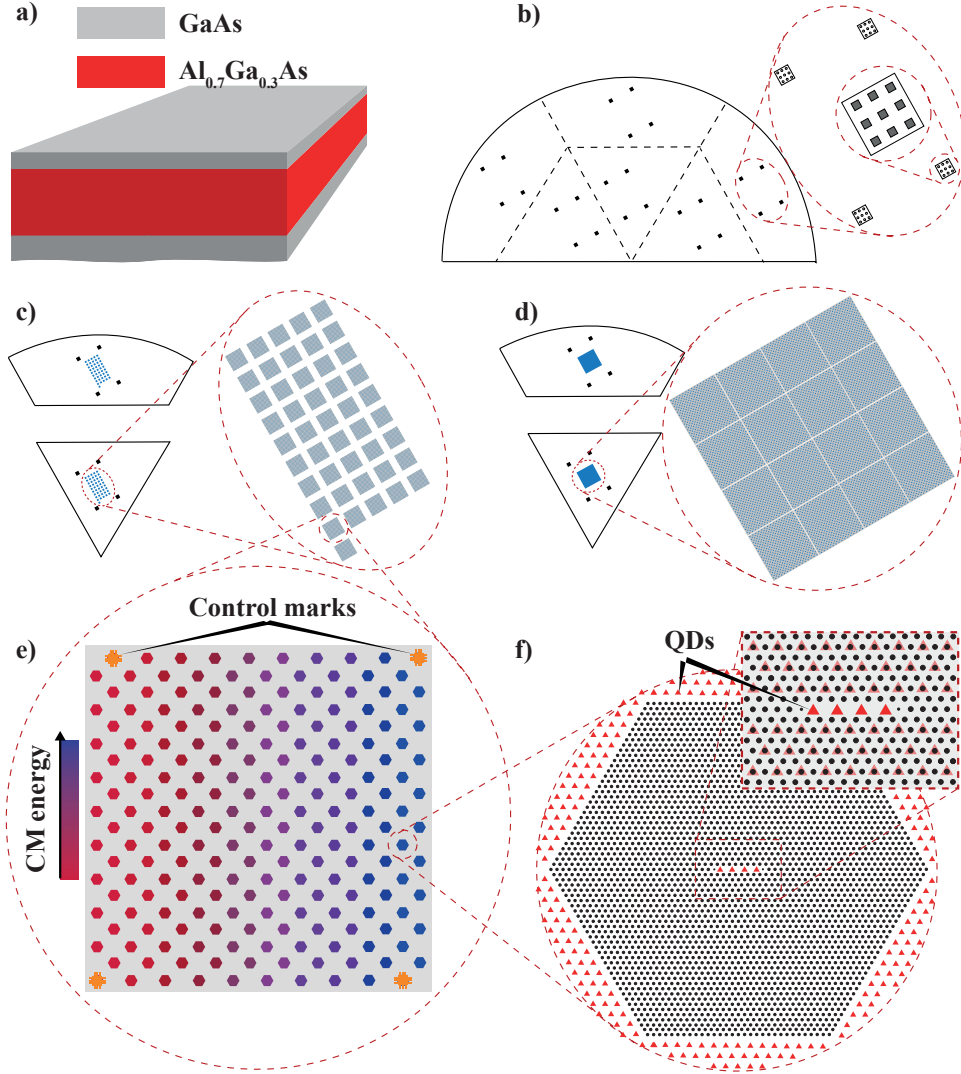 a)
GaAs
Al0.7Ga0.3As
b)
c)
d)
Control marks
e)
CM energy
f)
QDs